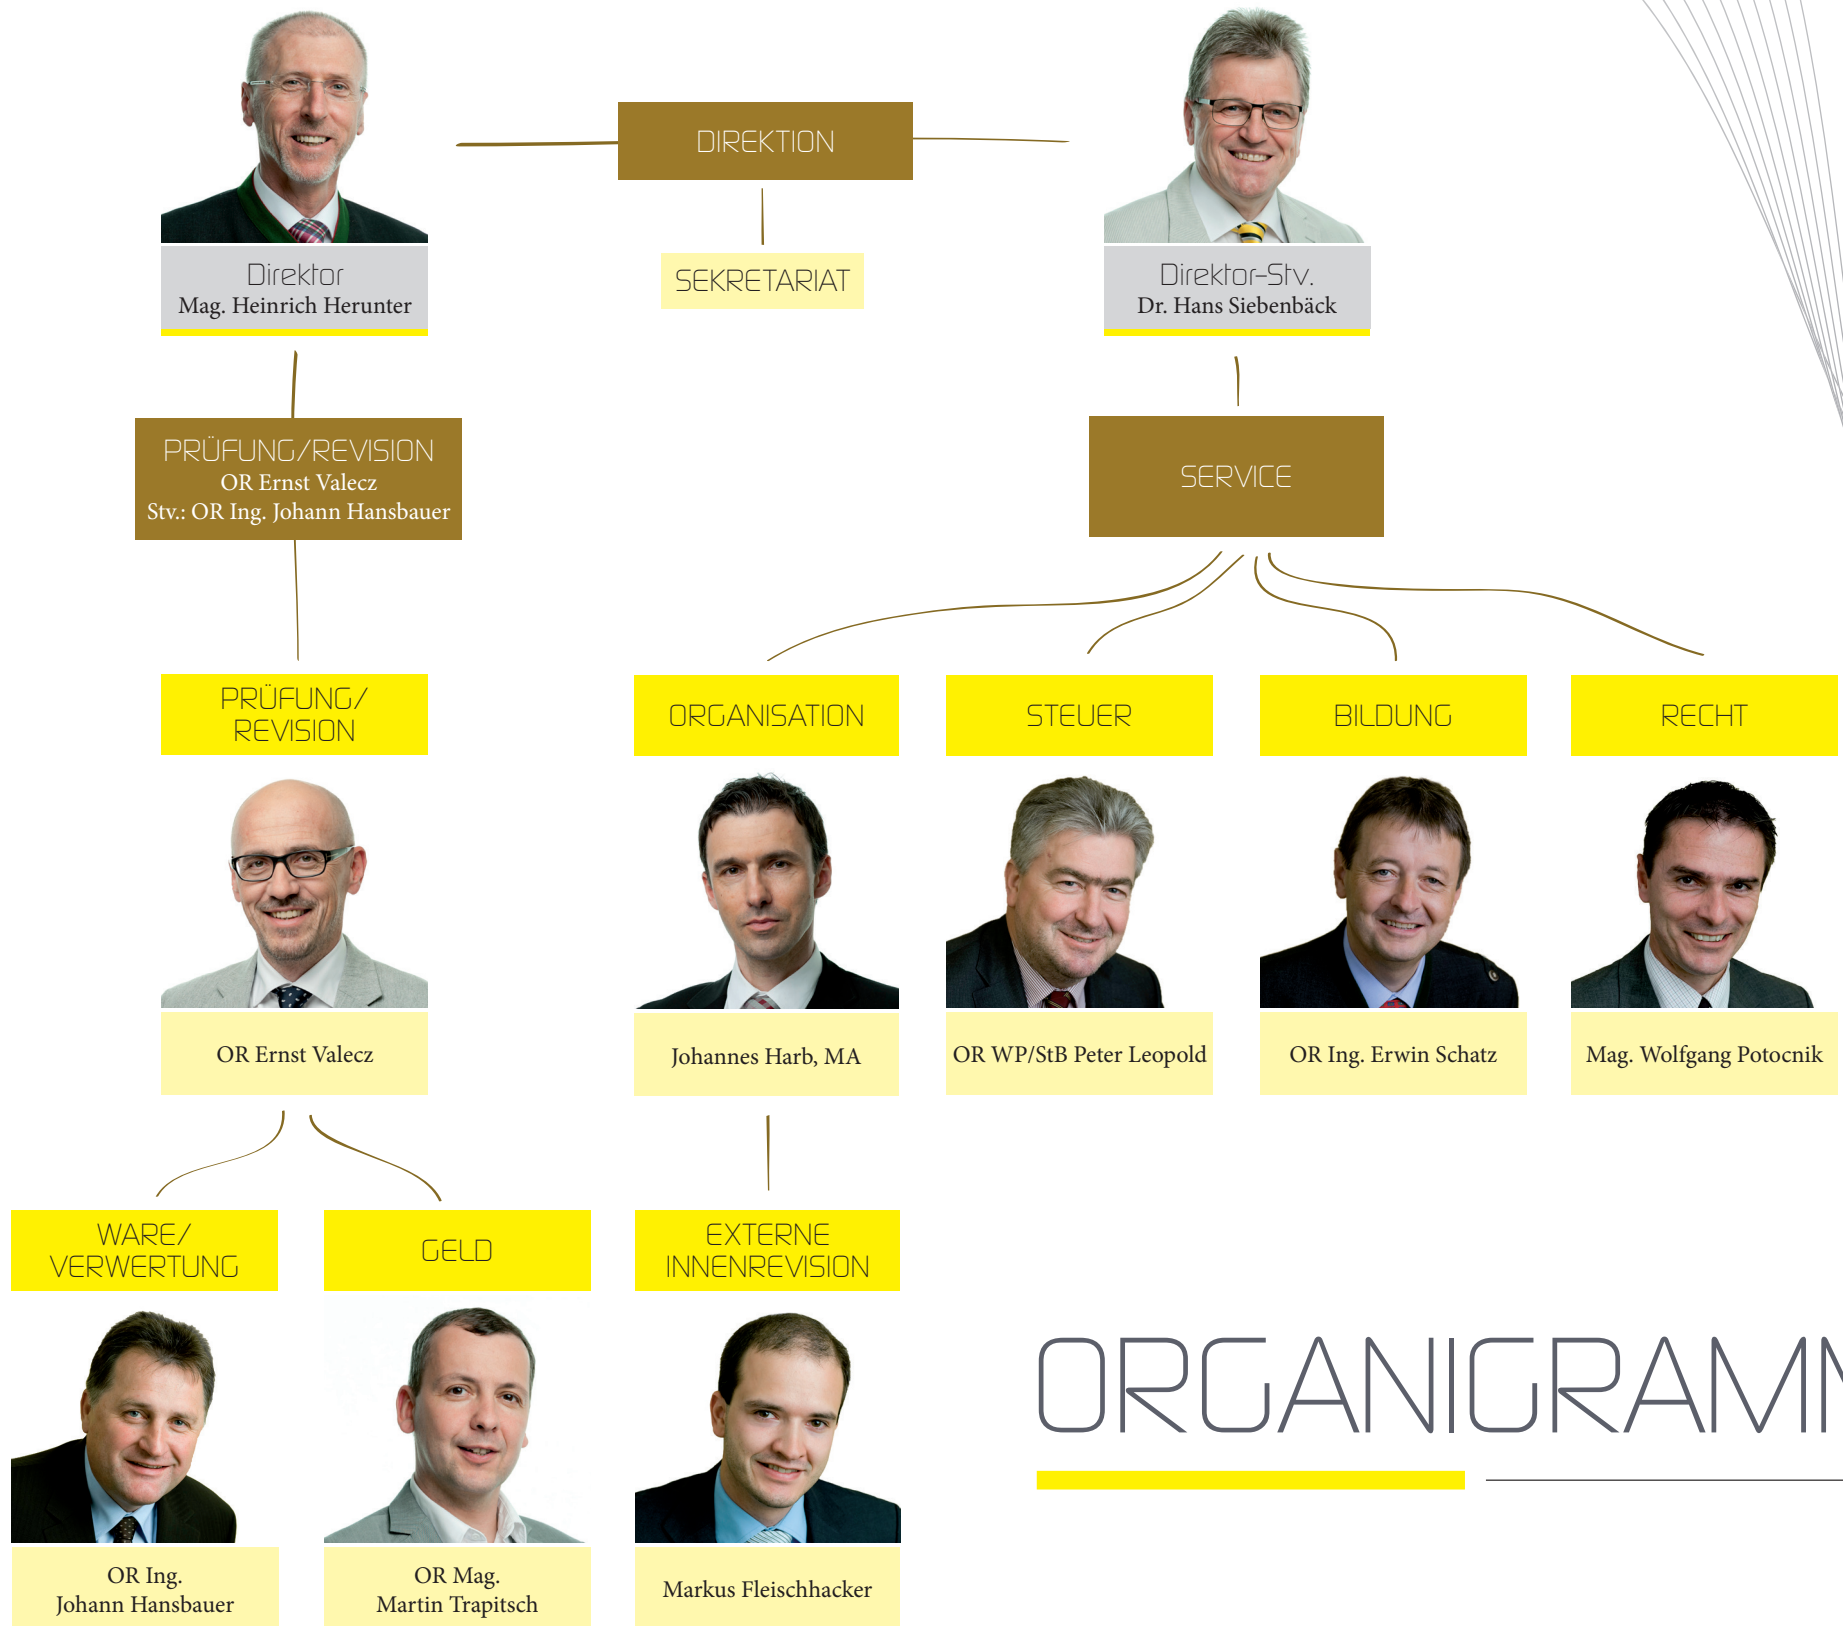 DIREKTION
SEKRETARIAT
Direktor
Mag. Heinrich Herunter
Direktor-Stv.
Dr. Hans Siebenbäck
PRÜFUNG/REVISION
OR Ernst Valecz
Stv.: OR Ing. Johann Hansbauer
SERVICE
PRÜFUNG/
REVISION
ORGANISATION
STEUER
BILDUNG
RECHT
OR Ernst Valecz
Johannes Harb, MA
OR WP/StB Peter Leopold
OR Ing. Erwin Schatz
Mag. Wolfgang Potocnik
WARE/
VERWERTUNG
GELD
EXTERNE
INNENREVISION
OR Ing.
Johann Hansbauer
OR Mag.
Martin Trapitsch
Markus Fleischhacker
ORGANIGRAMM